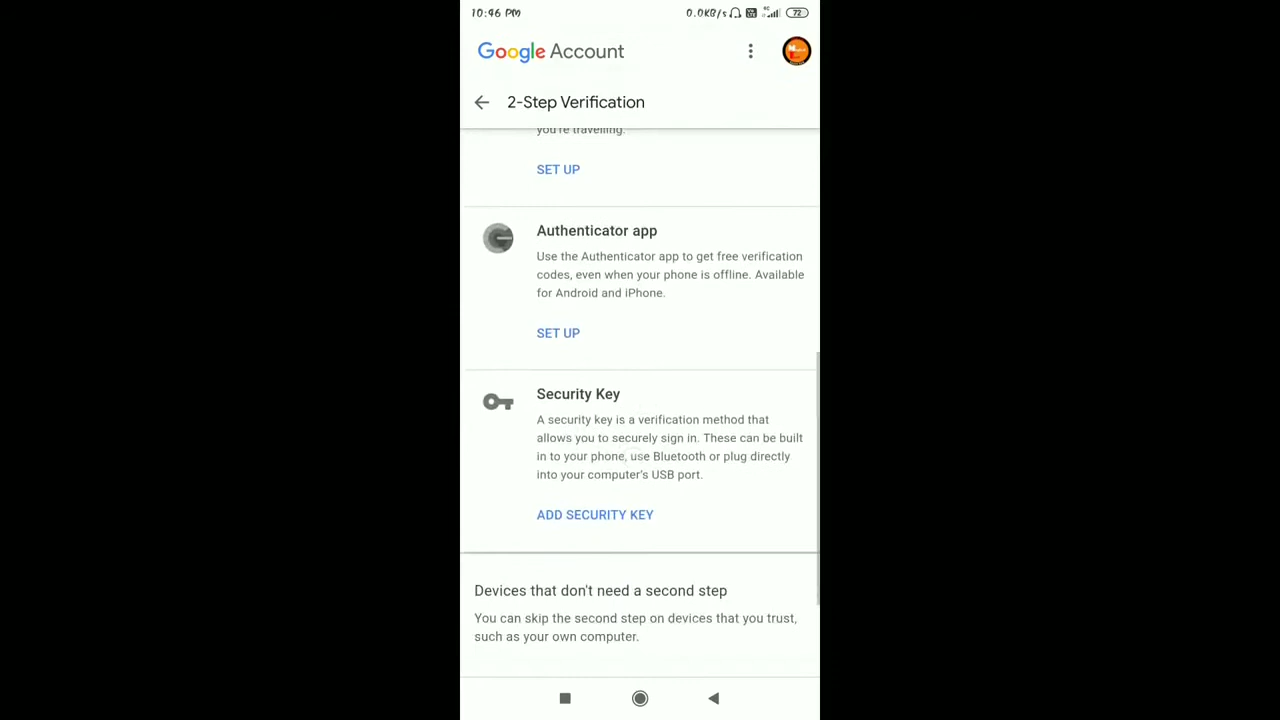 10:46 PM
0.0KB/s
4G
72
Google Account
2-Step Verification
you're travelling.
SET UP
Authenticator app
Use the Authenticator app to get free verification
codes, even when your phone is offline. Available
for Android and iPhone.
SET UP
Security Key
A security key is a verification method that
allows you to securely sign in. These can be built
in to your phone, use Bluetooth or plug directly
into your computer's USB port.
ADD SECURITY KEY
Devices that don't need a second step
You can skip the second step on devices that you trust,
such as your own computer.